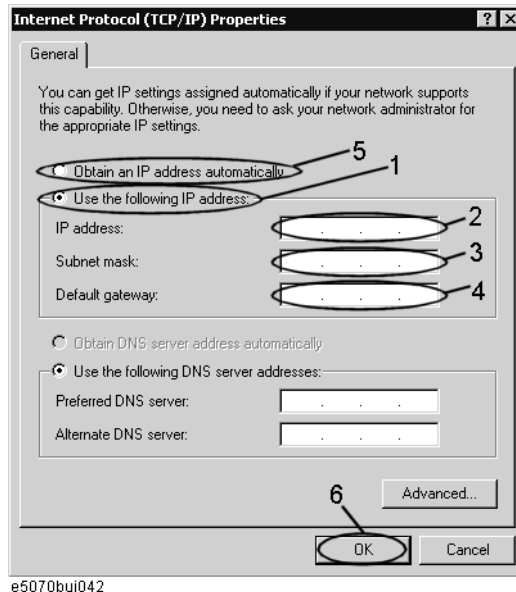 Internet Protocol (TCP/IP) Properties
General
You can get IP settings assigned automatically if your network supports
this capability. Otherwise, you need to ask your network administrator for
the appropriate IP settings.
5
Obtain an IP address automatically
1
Use the following IP address:
IP address:
2
Subnet mask:
3
Default gateway:
4
Obtain DNS server address automatically
Use the following DNS server addresses:
Preferred DNS server:
Alternate DNS server:
6
Advanced...
OK
Cancel
e5070buj042